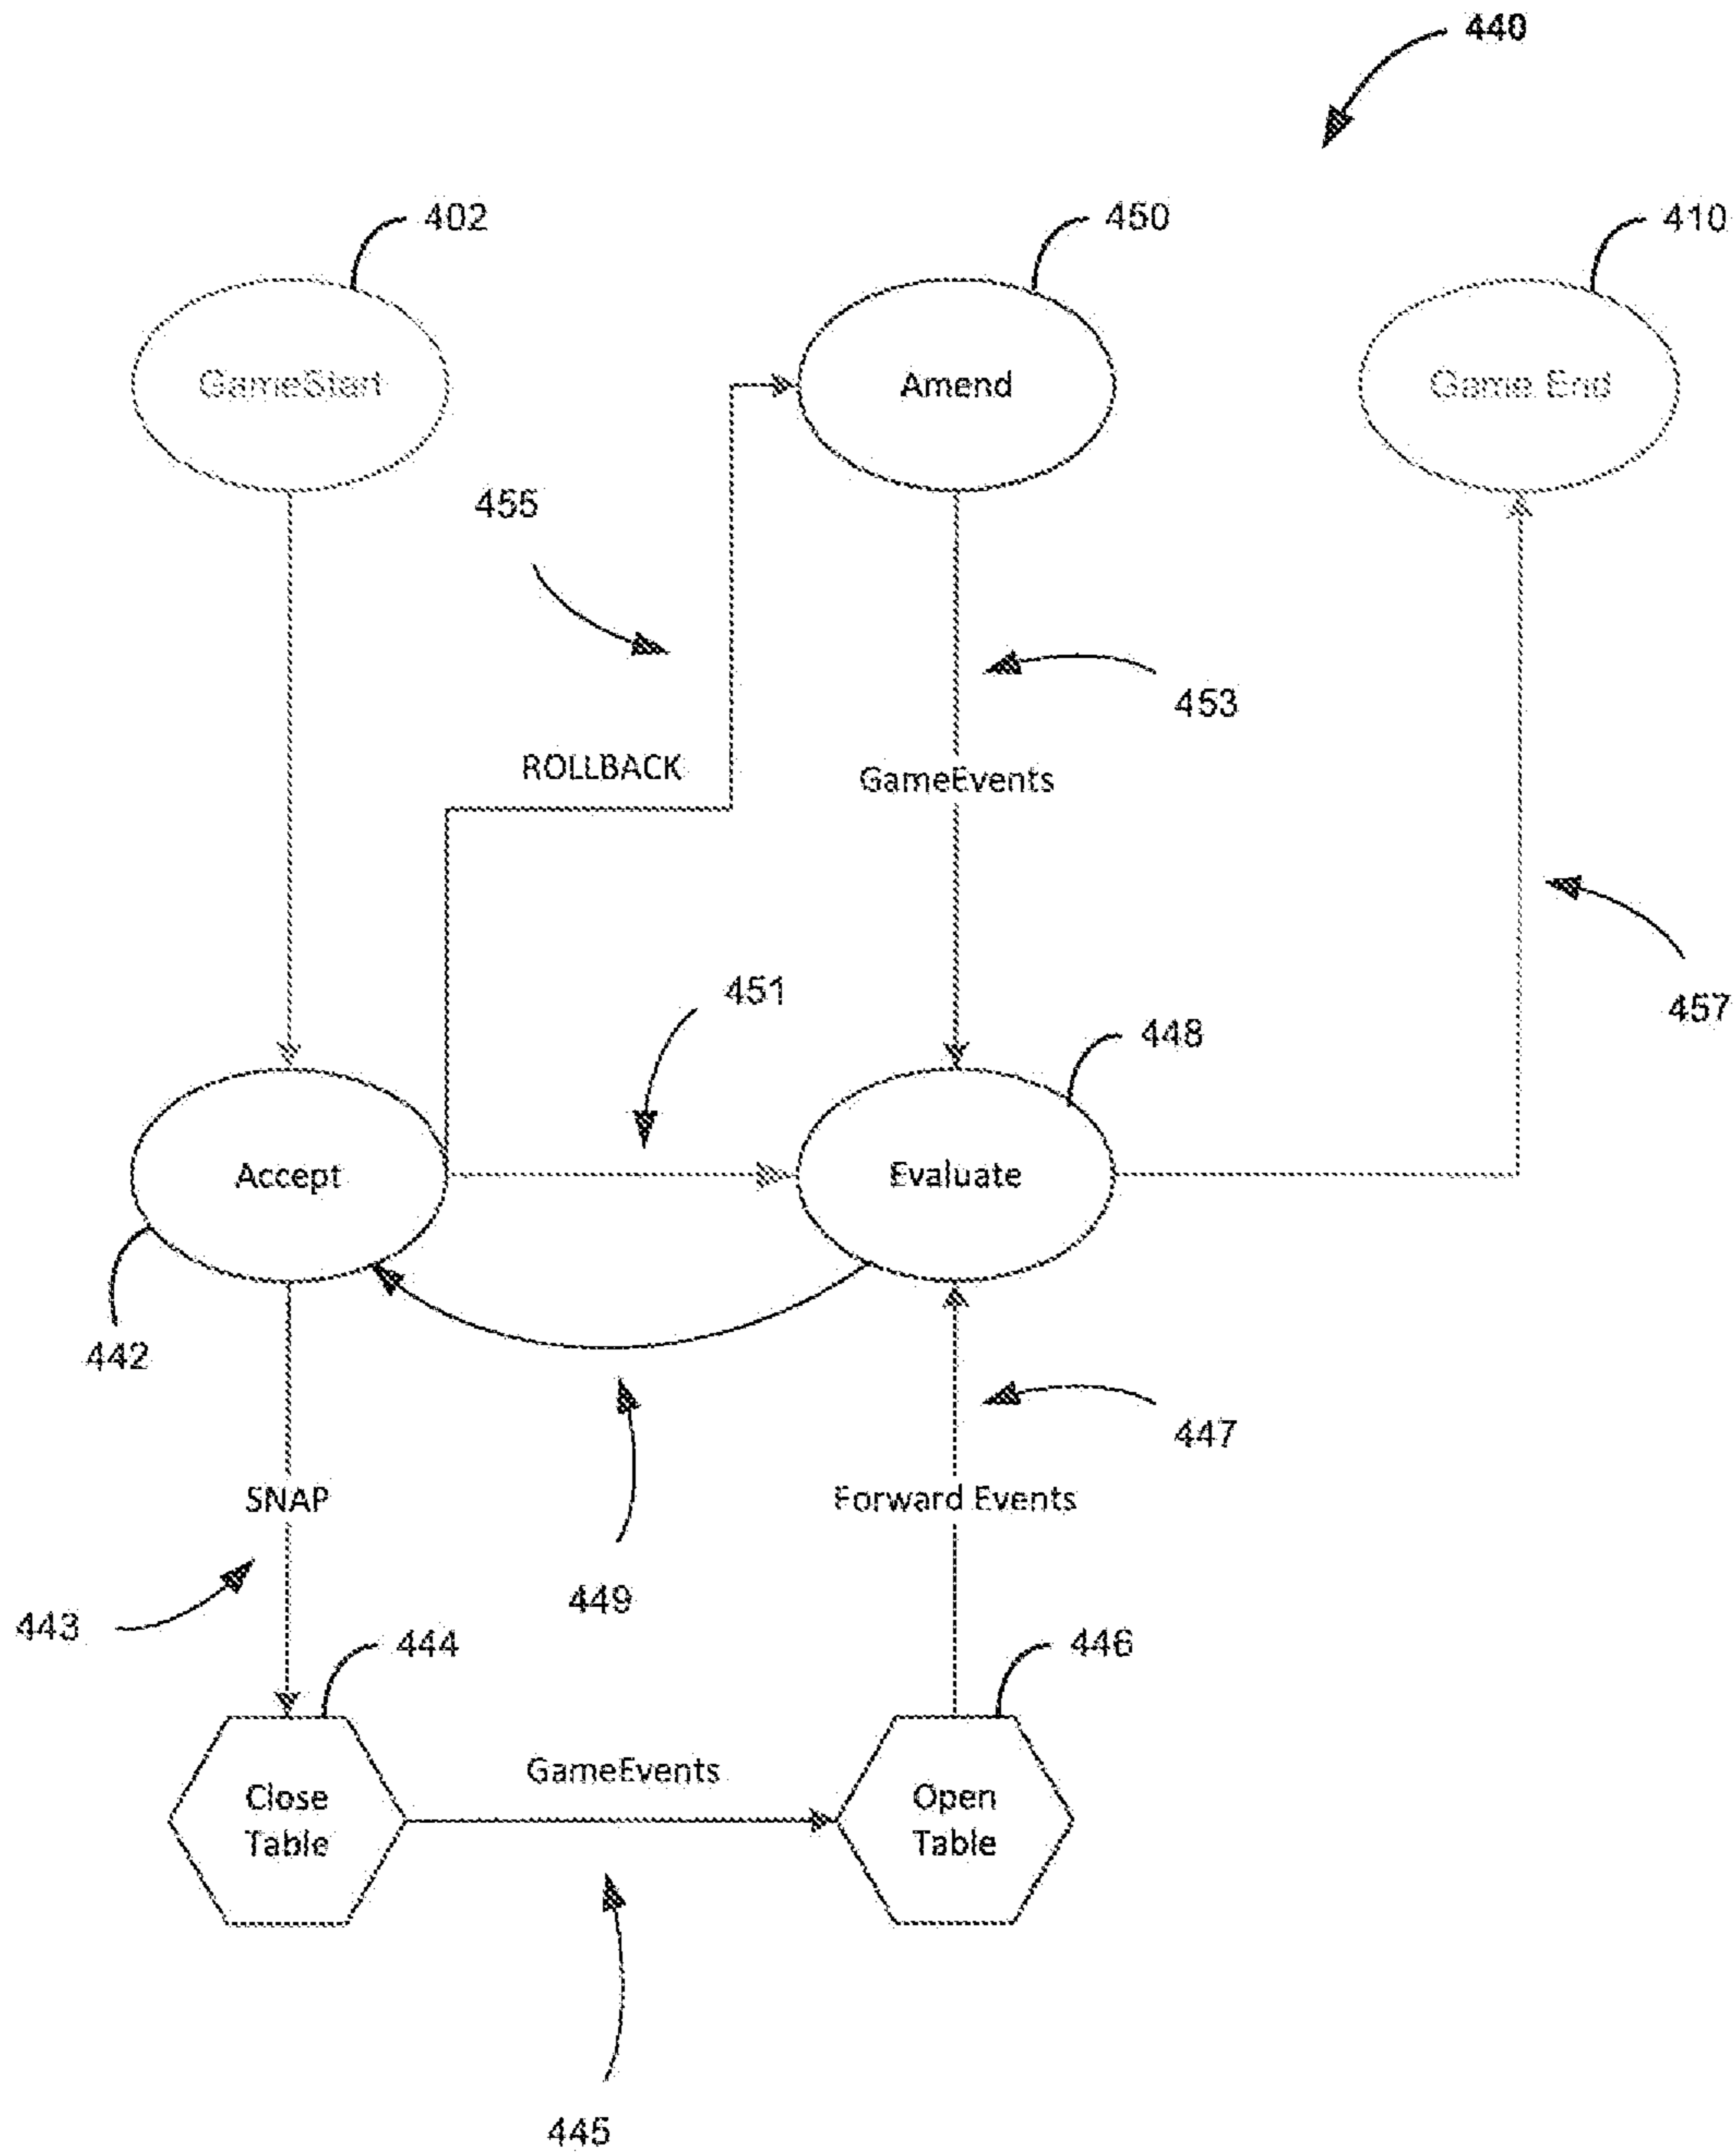 440
402
450
410
GameStart
Amend
Game End
455
453
ROLLBACK
GameEvents
451
457
448
Accept
Evaluate
442
447
SNAP
Forward Events
449
443
444
446
GameEvents
Close
Table
Open
Table
445